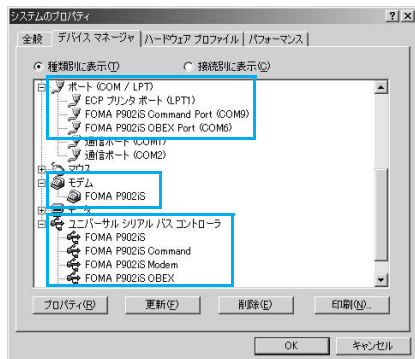 システムのプロパティ
全般 デバイス マネージャ ハードウェア プロファイル パフォーマンス
種類別に表示(T) 接続別に表示(C)
ポート (COM / LPT)
ECP プリンタ ポート (LPT1)
FOMA P902iS Command Port (COM9)
FOMA P902iS OBEX Port (COM6)
通信ポート (COM1)
通信ポート (COM2)
マウス
モデム
FOMA P902iS
モニタ
ユニバーサル シリアル バス コントローラ
FOMA P902iS
FOMA P902iS Command
FOMA P902iS Modem
FOMA P902iS OBEX
プロパティ(R) 更新(F) 削除(E) 印刷(N)...
OK キャンセル